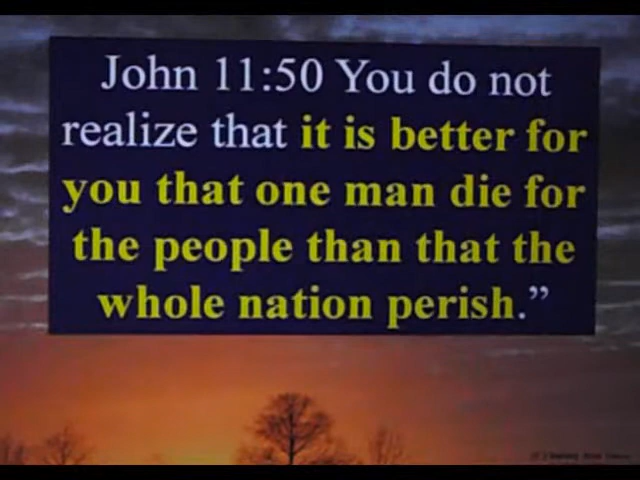 John 11:50 You do not
realize that it is better for
you that one man die for
the people than that the
whole nation perish.”